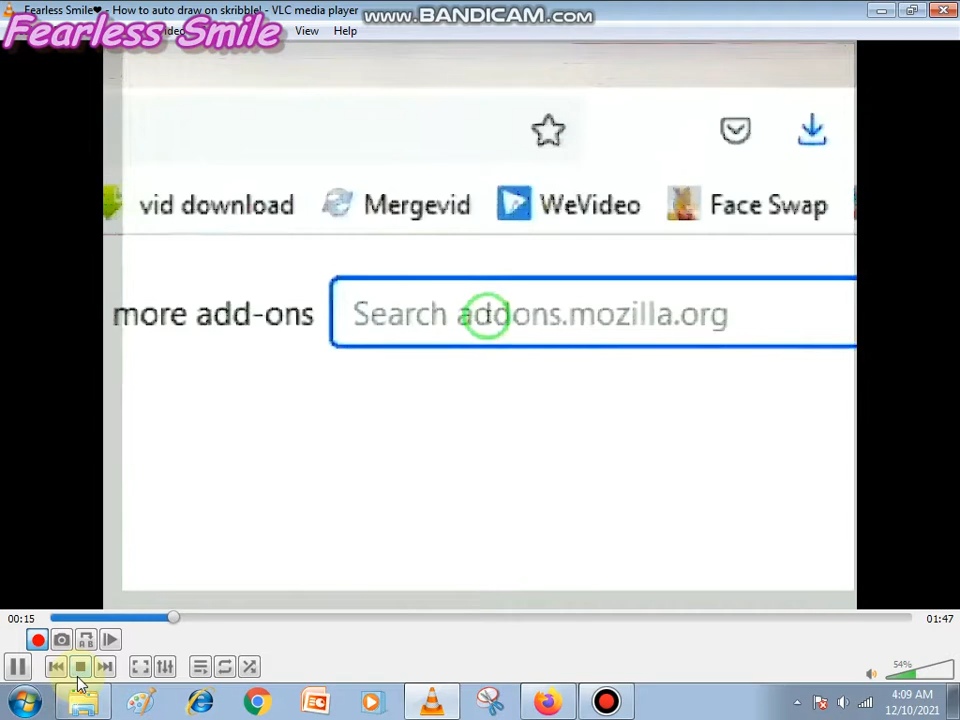 Fearless Smile❤ - How to auto draw on skribble! - VLC media player
WWW.BANDICAM.COM
Fearless Smile
View Help
vid download Mergevid WeVideo Face Swap
more add-ons Search addons.mozilla.org
00:15 01:47
A B
54%
4:09 AM
12/10/2021